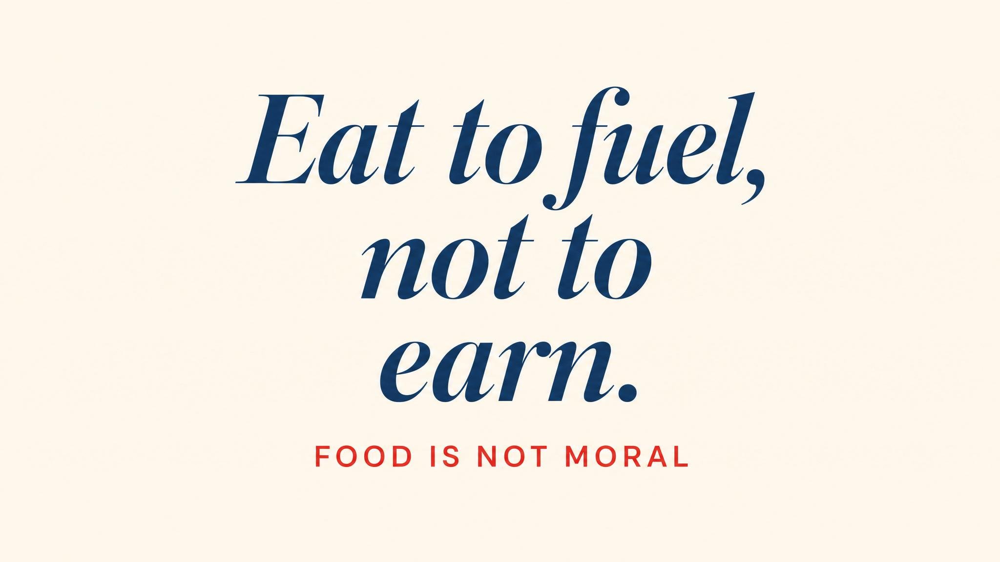 Eat to fuel,
not to
earn.
FOOD IS NOT MORAL